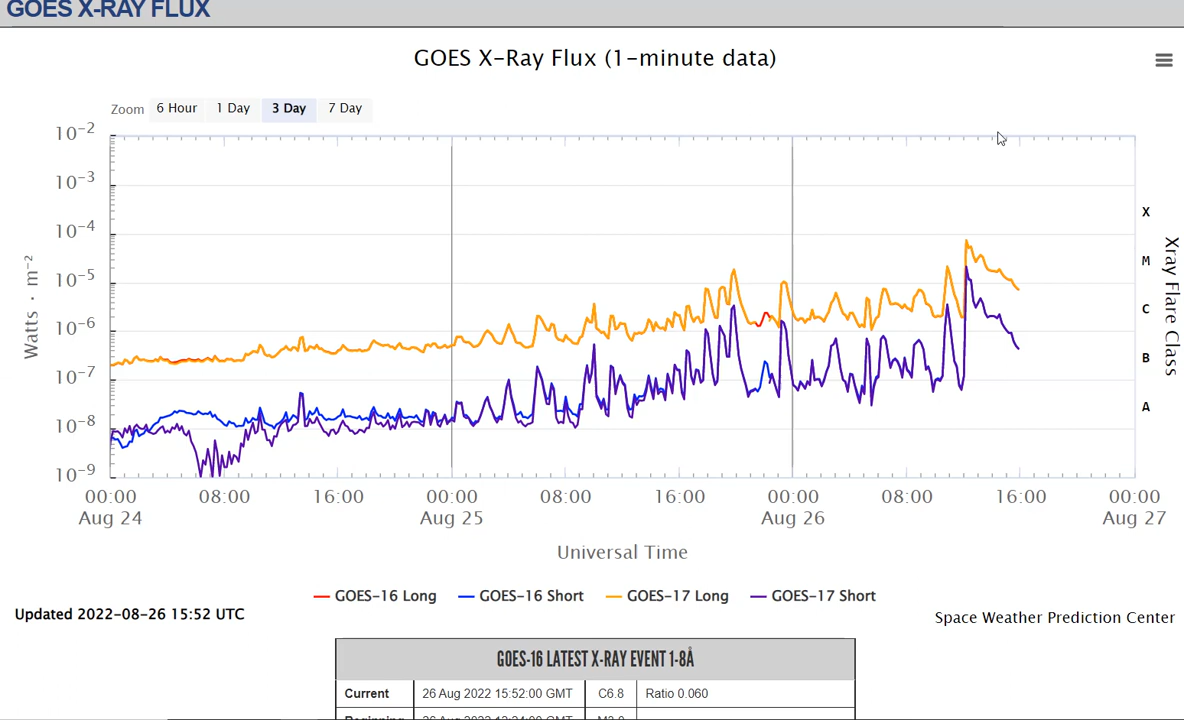 GOES X-RAY FLUX
GOES X-Ray Flux (1-minute data)
Zoom 6 Hour 1 Day 3 Day 7 Day
10⁻²
10⁻³
10⁻⁴
10⁻⁵
10⁻⁶
10⁻⁷
10⁻⁸
10⁻⁹
Watts · m⁻²
X
M
C
B
A
Xray Flare Class
00:00 08:00 16:00 00:00 08:00 16:00 00:00 08:00 16:00 00:00
Aug 24 Aug 25 Aug 26 Aug 27
Universal Time
GOES-16 Long GOES-16 Short GOES-17 Long GOES-17 Short
Updated 2022-08-26 15:52 UTC
Space Weather Prediction Center
GOES-16 LATEST X-RAY EVENT 1-8Å
Current 26 Aug 2022 15:52:00 GMT C6.8 Ratio 0.060